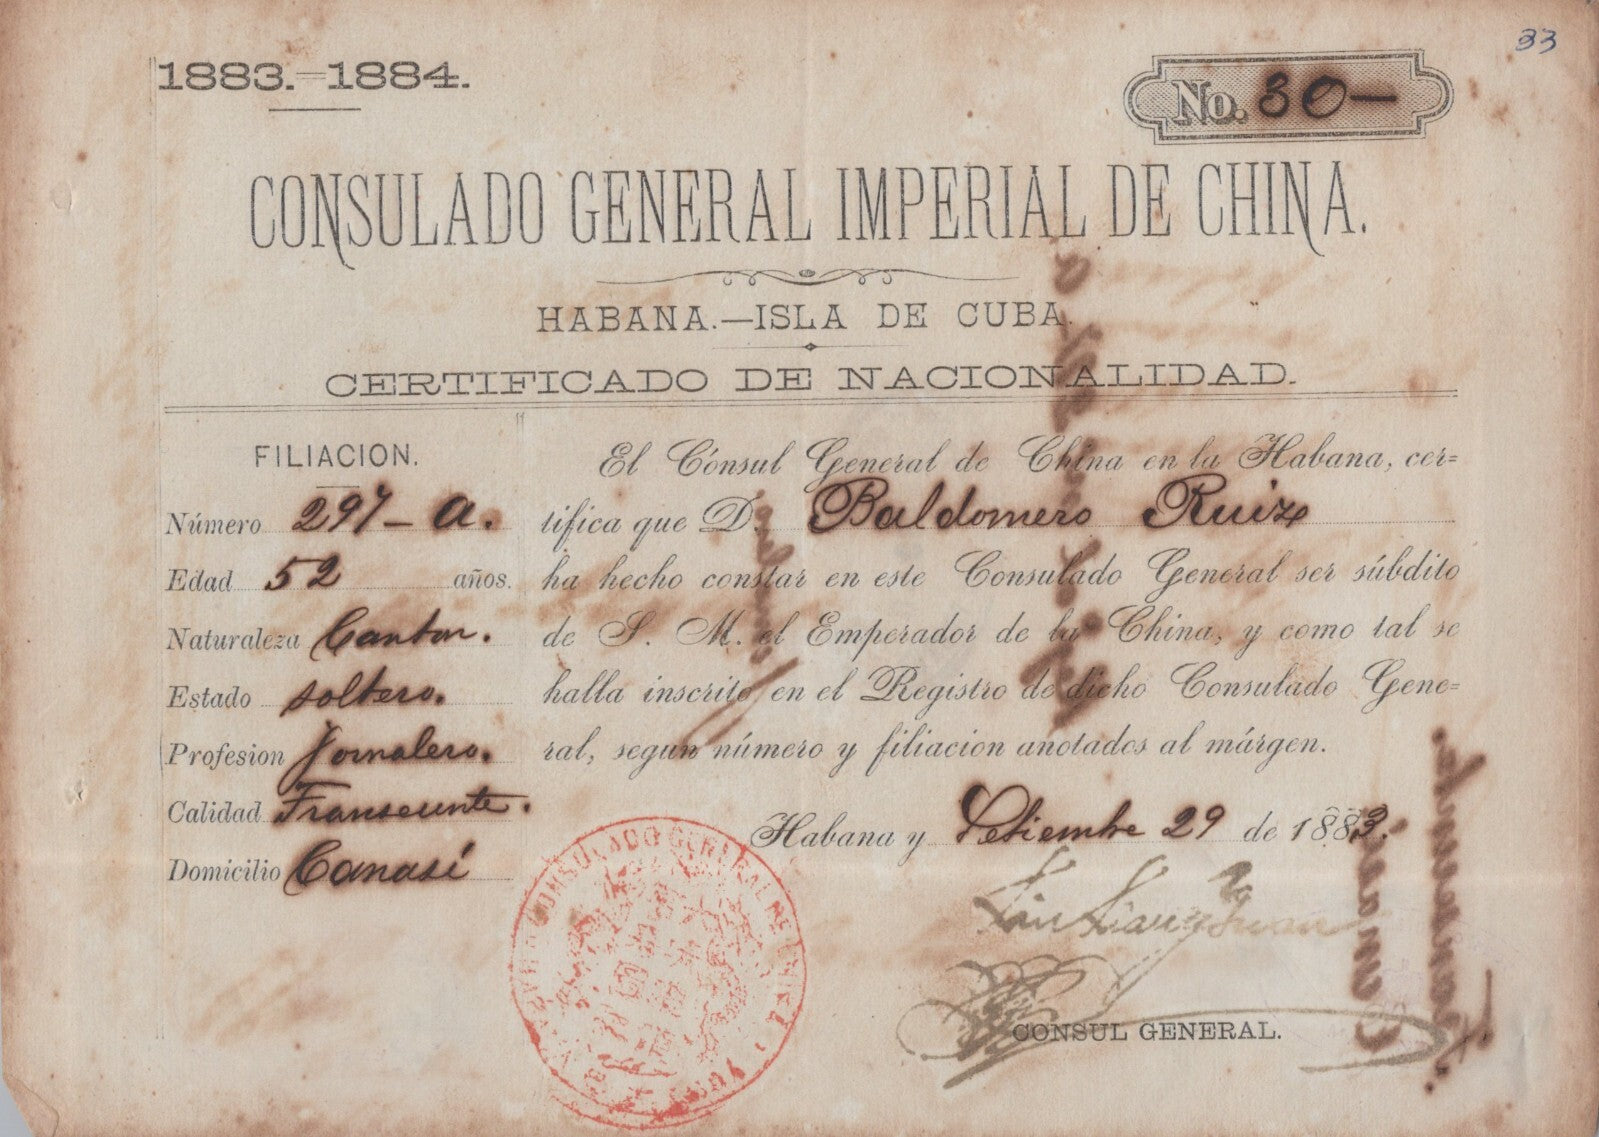 33
1883.=1884.
No. 30—
CONSULADO GENERAL IMPERIAL DE CHINA.
HABANA.—ISLA DE CUBA.
CERTIFICADO DE NACIONALIDAD.
FILIACION.
Número 297-a.
Edad 52 años.
Naturaleza Canton.
Estado soltero.
Profesion Jornalero.
Calidad Transeunte.
Domicilio Canasí
El Cónsul General de China en la Habana, cer=
tifica que D. Baldomero Ruiz
ha hecho constar en este Consulado General ser súbdito
de S. M. el Emperador de la China, y como tal se
halla inscrito en el Registro de dicho Consulado Gene=
ral, segun número y filiacion anotados al márgen.
Habana y Setiembre 29 de 1883.
CONSUL GENERAL.
CONSULADO GENERAL DE CHINA